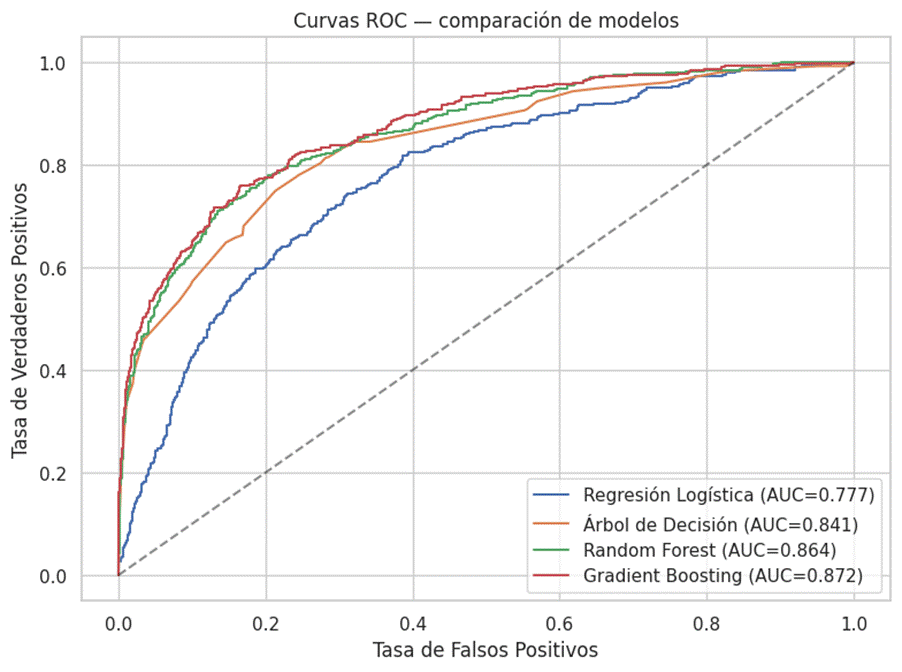 Curvas ROC — comparación de modelos
Tasa de Verdaderos Positivos
1.0
0.8
0.6
0.4
0.2
0.0
Regresión Logística (AUC=0.777)
Árbol de Decisión (AUC=0.841)
Random Forest (AUC=0.864)
Gradient Boosting (AUC=0.872)
0.0 0.2 0.4 0.6 0.8 1.0
Tasa de Falsos Positivos